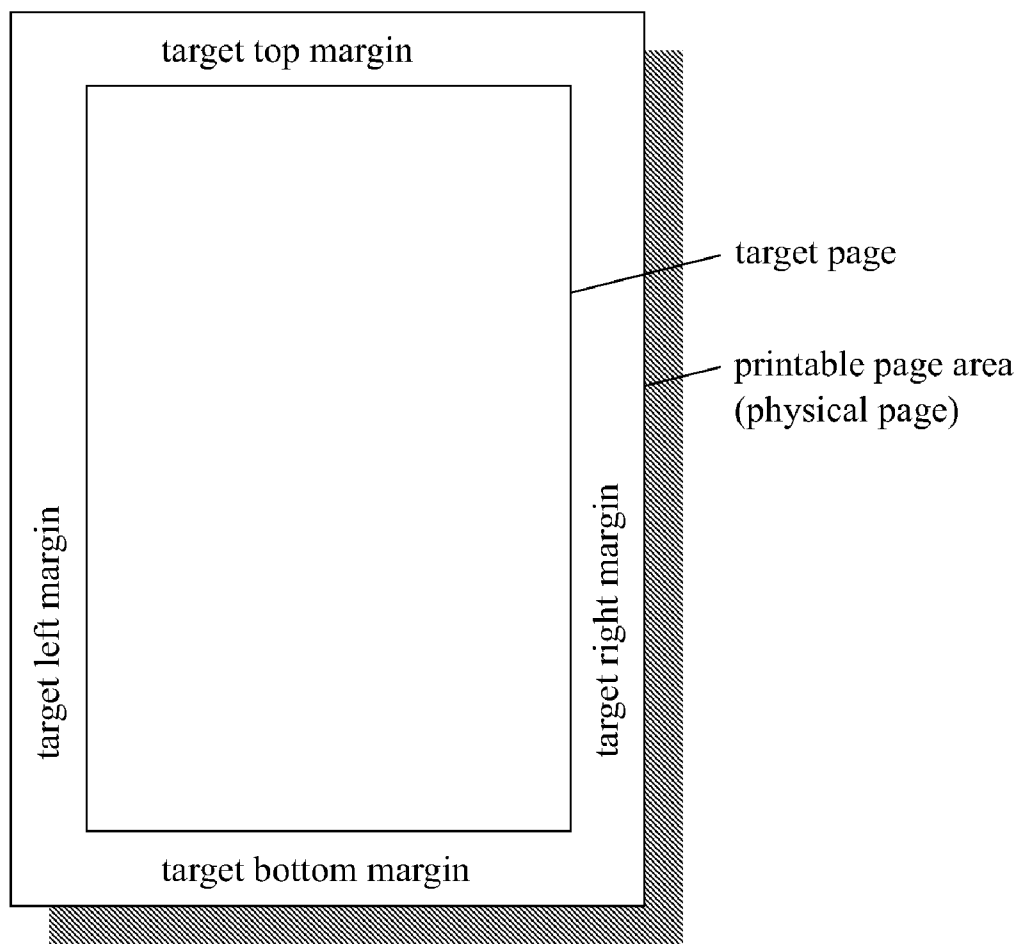 target top margin
target page
printable page area
(physical page)
target left margin
target right margin
target bottom margin